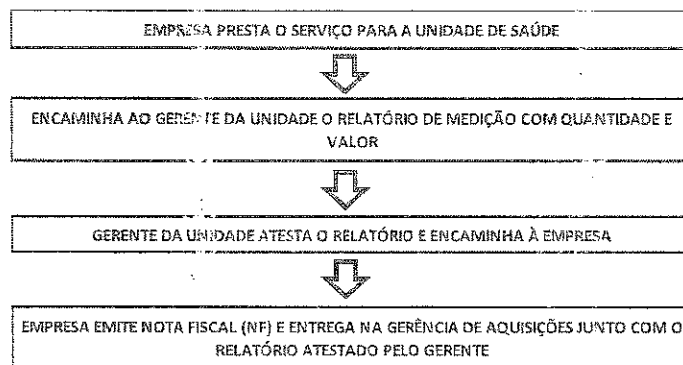 EMPRESA PRESTA O SERVIÇO PARA A UNIDADE DE SAÚDE
ENCAMINHA AO GERENTE DA UNIDADE O RELATÓRIO DE MEDIÇÃO COM QUANTIDADE E
VALOR
GERENTE DA UNIDADE ATESTA O RELATÓRIO E ENCAMINHA À EMPRESA
EMPRESA EMITE NOTA FISCAL (NF) E ENTREGA NA GERÊNCIA DE AQUISIÇÕES JUNTO COM O
RELATÓRIO ATESTADO PELO GERENTE